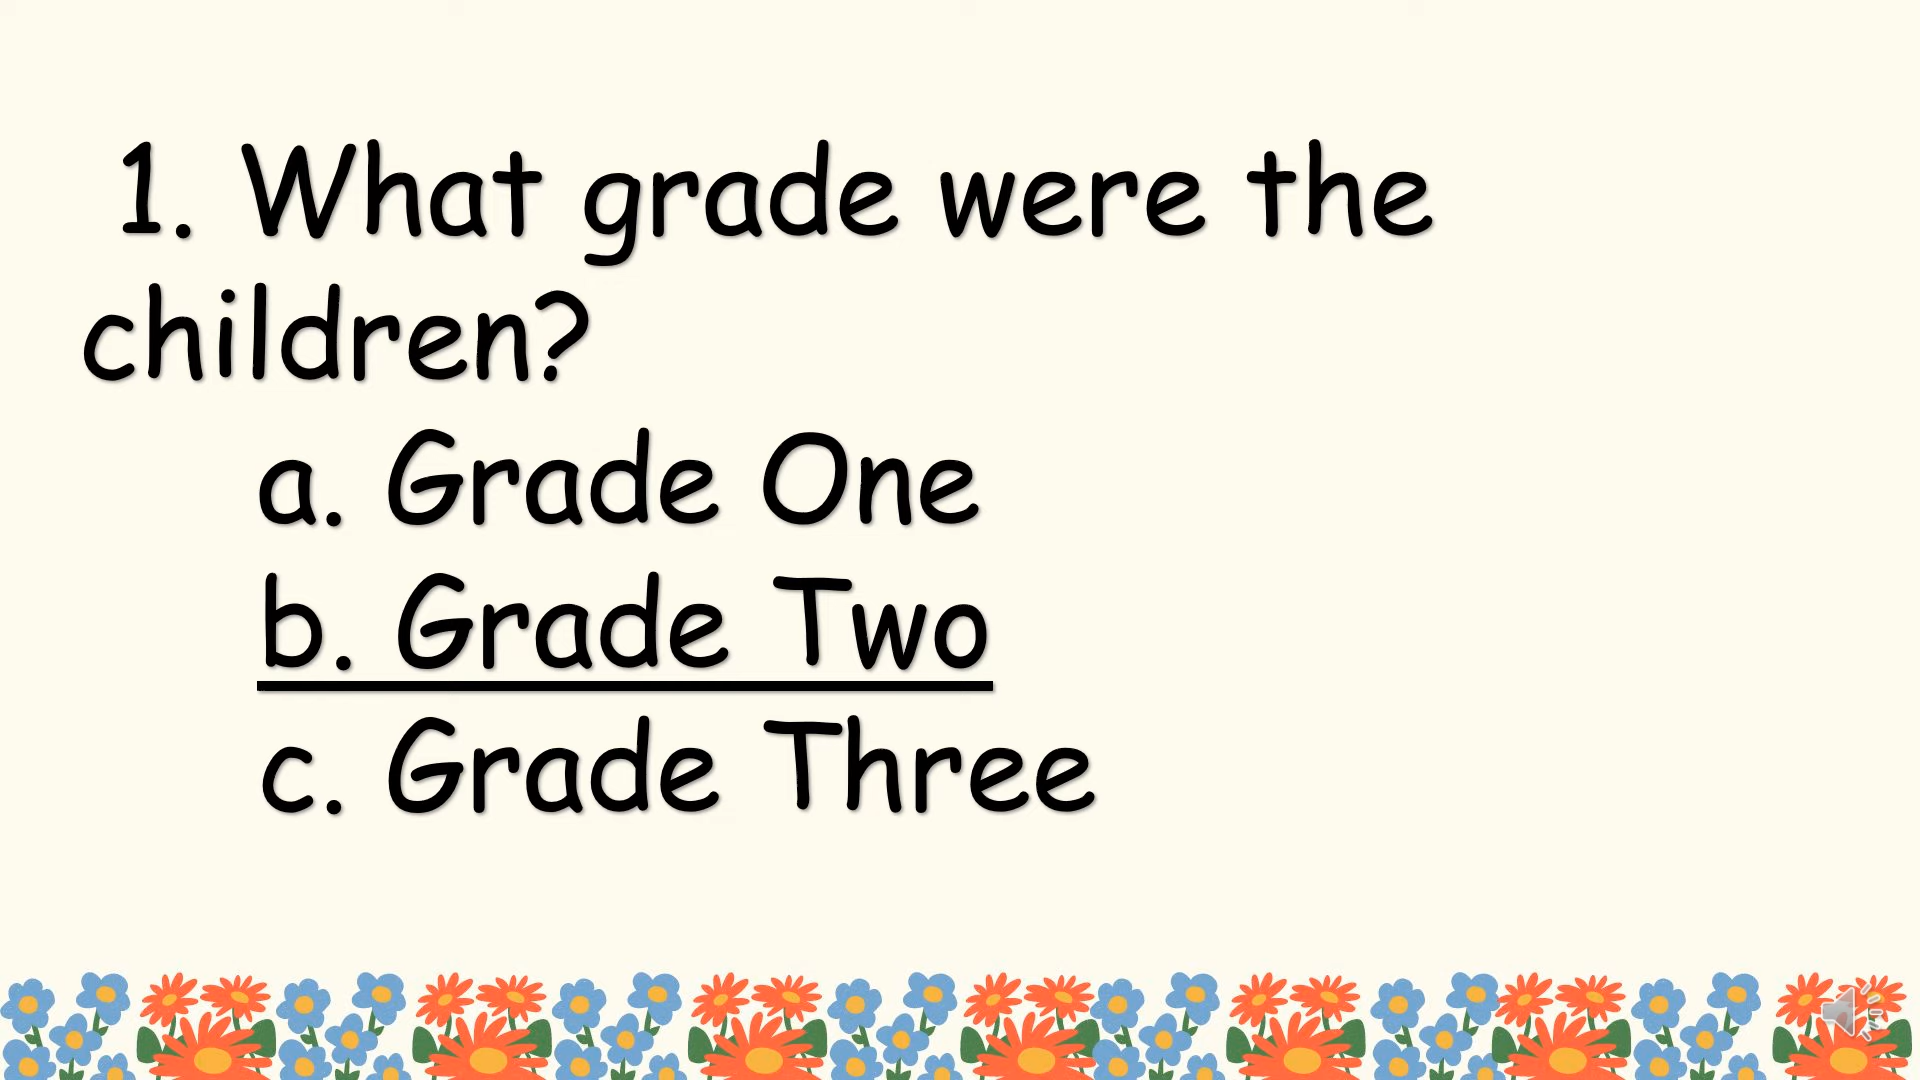 1. What grade were the
children?
a. Grade One
b. Grade Two
c. Grade Three